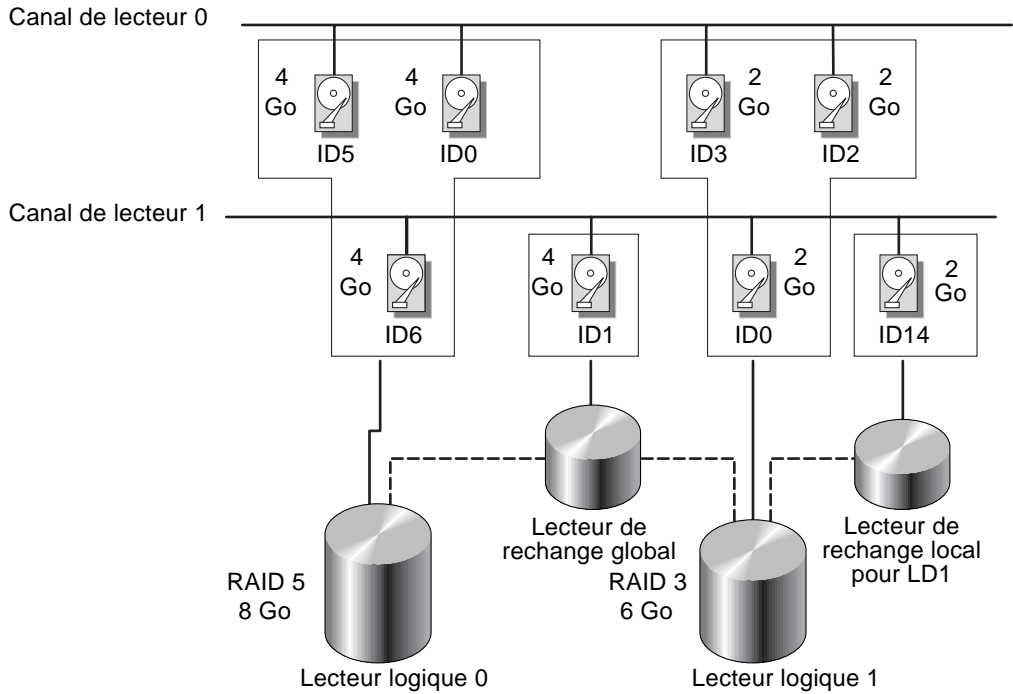 Canal de lecteur 0
4
Go
ID5
4
Go
ID0
2
Go
ID3
2
Go
ID2
Canal de lecteur 1
4
Go
ID6
4
Go
ID1
2
Go
ID0
2
Go
ID14
Lecteur de
rechange global
Lecteur de
rechange local
pour LD1
RAID 5
8 Go
RAID 3
6 Go
Lecteur logique 0
Lecteur logique 1